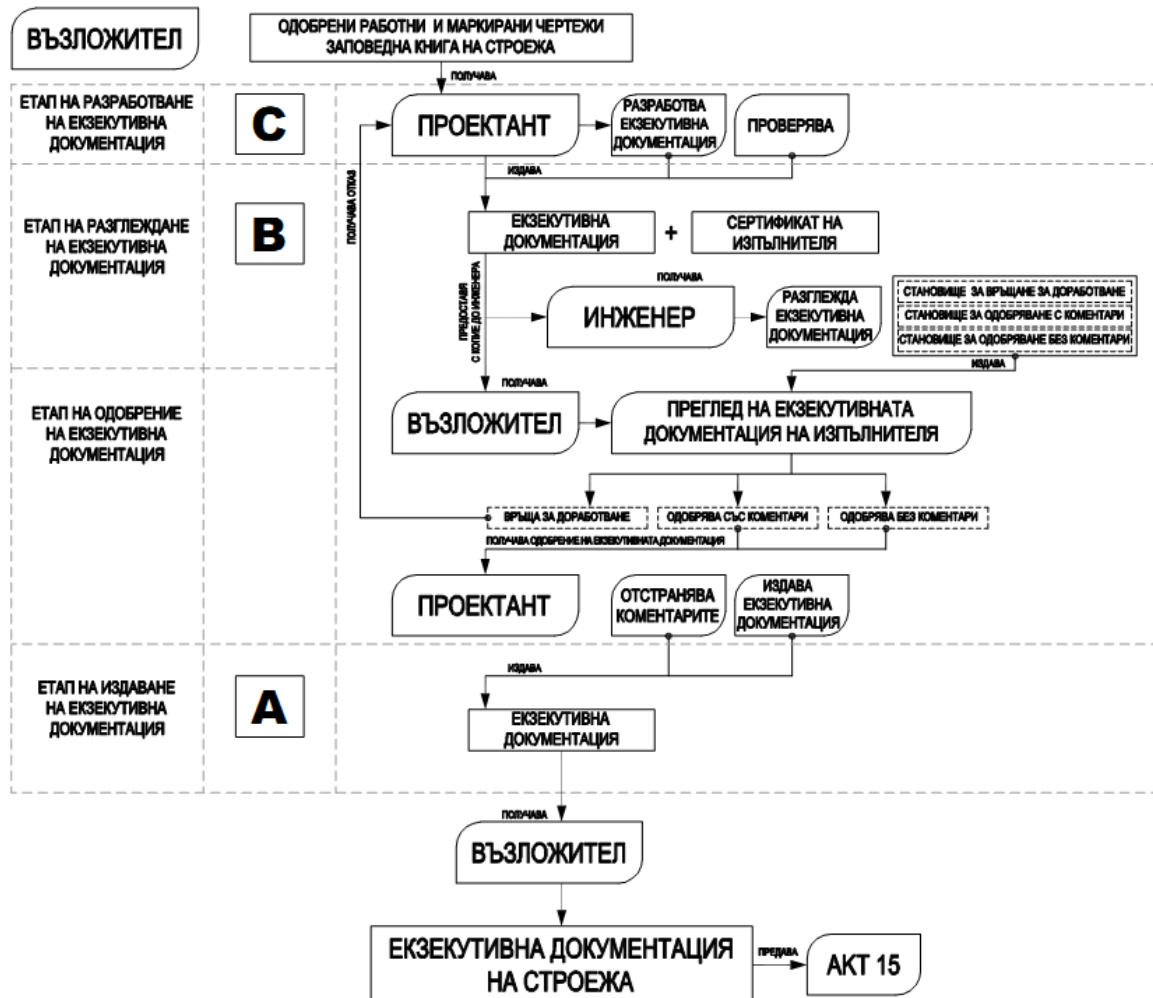 ВЪЗЛОЖИТЕЛ
ОДОБРЕНИ РАБОТНИ И МАРКИРАНИ ЧЕРТЕЖИ
ЗАПОВЕДНА КНИГА НА СТРОЕЖА
ПОЛУЧАВА
ЕТАП НА РАЗРАБОТВАНЕ
НА ЕКЗЕКУТИВНА
ДОКУМЕНТАЦИЯ
C
ПРОЕКТАНТ
РАЗРАБОТВА
ЕКЗЕКУТИВНА
ДОКУМЕНТАЦИЯ
ПРОВЕРЯВА
ИЗДАВА
ПОЛУЧАВА ОТКАЗ
ЕТАП НА РАЗГЛЕЖДАНЕ
НА ЕКЗЕКУТИВНА
ДОКУМЕНТАЦИЯ
B
ЕКЗЕКУТИВНА
ДОКУМЕНТАЦИЯ
+
СЕРТИФИКАТ НА
ИЗПЪЛНИТЕЛЯ
ПРЕДОСТАВЯ
С КОПИЕ ДО ИНЖЕНЕРА
ПОЛУЧАВА
ИНЖЕНЕР
РАЗГЛЕЖДА
ЕКЗЕКУТИВНА
ДОКУМЕНТАЦИЯ
СТАНОВИЩЕ ЗА ВРЪЩАНЕ ЗА ДОРАБОТВАНЕ
СТАНОВИЩЕ ЗА ОДОБРЯВАНЕ С КОМЕНТАРИ
СТАНОВИЩЕ ЗА ОДОБРЯВАНЕ БЕЗ КОМЕНТАРИ
ИЗДАВА
ЕТАП НА ОДОБРЕНИЕ
НА ЕКЗЕКУТИВНА
ДОКУМЕНТАЦИЯ
ПОЛУЧАВА
ВЪЗЛОЖИТЕЛ
ПРЕГЛЕД НА ЕКЗЕКУТИВНАТА
ДОКУМЕНТАЦИЯ НА ИЗПЪЛНИТЕЛЯ
ВРЪЩА ЗА ДОРАБОТВАНЕ
ОДОБРЯВА СЪС КОМЕНТАРИ
ОДОБРЯВА БЕЗ КОМЕНТАРИ
ПОЛУЧАВА ОДОБРЕНИЕ НА ЕКЗЕКУТИВНАТА ДОКУМЕНТАЦИЯ
ПРОЕКТАНТ
ОТСТРАНЯВА
КОМЕНТАРИТЕ
ИЗДАВА
ЕКЗЕКУТИВНА
ДОКУМЕНТАЦИЯ
ЕТАП НА ИЗДАВАНЕ
НА ЕКЗЕКУТИВНА
ДОКУМЕНТАЦИЯ
A
ИЗДАВА
ЕКЗЕКУТИВНА
ДОКУМЕНТАЦИЯ
ПОЛУЧАВА
ВЪЗЛОЖИТЕЛ
ЕКЗЕКУТИВНА ДОКУМЕНТАЦИЯ
НА СТРОЕЖА
ПРЕДАВА
АКТ 15